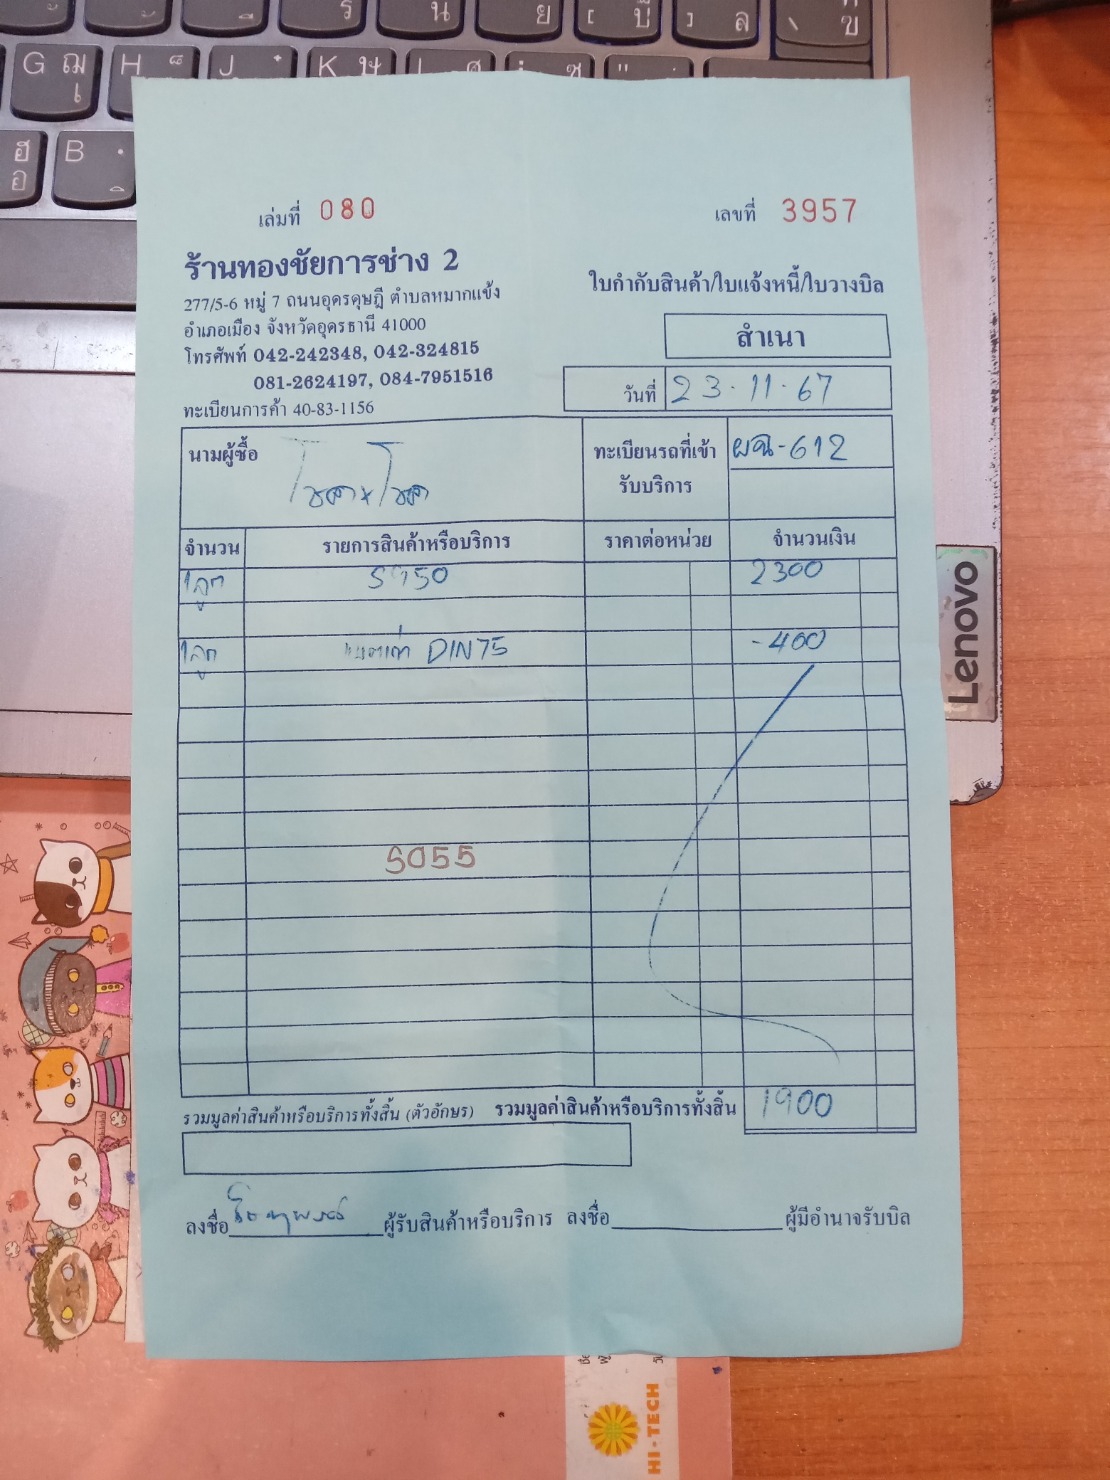 G ฌ เ
H ็
J ่
K ษ
B
ฮ
อ
เล่มที่ 080
เลขที่ 3957
ร้านทองชัยการช่าง 2
277/5-6 หมู่ 7 ถนนอุดรดุษฎี ตำบลหมากแข้ง
อำเภอเมือง จังหวัดอุดรธานี 41000
โทรศัพท์ 042-242348, 042-324815
081-2624197, 084-7951516
ทะเบียนการค้า 40-83-1156
ใบกำกับสินค้า/ใบแจ้งหนี้/ใบวางบิล
สำเนา
วันที่ 23-11-67
นามผู้ซื้อ
ทะเบียนรถที่เข้า
รับบริการ
ผฉ-612
จำนวน รายการสินค้าหรือบริการ ราคาต่อหน่วย จำนวนเงิน
1ลูก 2300
1ลูก DIN75 -400
S055
รวมมูลค่าสินค้าหรือบริการทั้งสิ้น (ตัวอักษร) รวมมูลค่าสินค้าหรือบริการทั้งสิ้น 1900
ลงชื่อ ผู้รับสินค้าหรือบริการ ลงชื่อ ผู้มีอำนาจรับบิล
Lenovo
HI-TECH